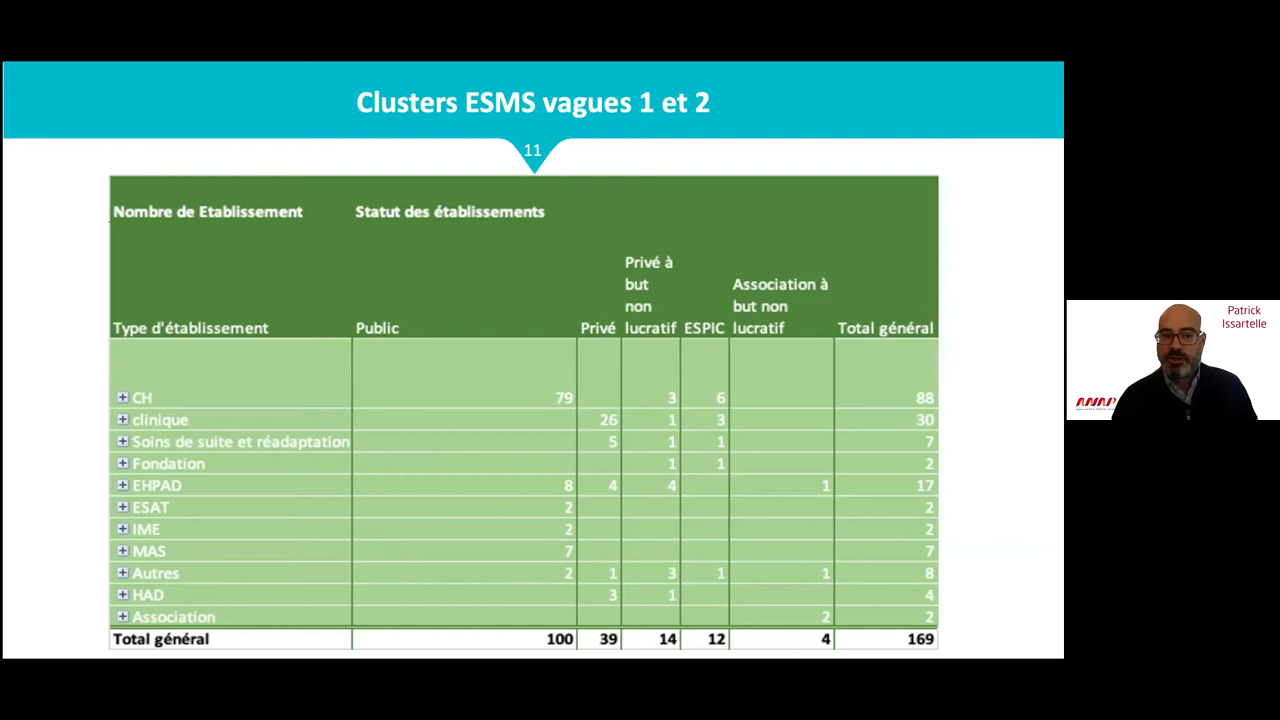 Clusters ESMS vagues 1 et 2
11
Nombre de Etablissement Statut des établissements
Privé à
but
non
lucratif
Association à
but non
lucratif
Type d'établissement Public Privé ESPIC Total général
CH 79 3 6 88
clinique 26 1 3 30
Soins de suite et réadaptation 5 1 1 7
Fondation 1 1 2
EHPAD 8 4 4 1 17
ESAT 2 2
IME 2 2
MAS 7 7
Autres 2 1 3 1 1 8
HAD 3 1 4
Association 2 2
Total général 100 39 14 12 4 169
Patrick
Issartelle
ANAP